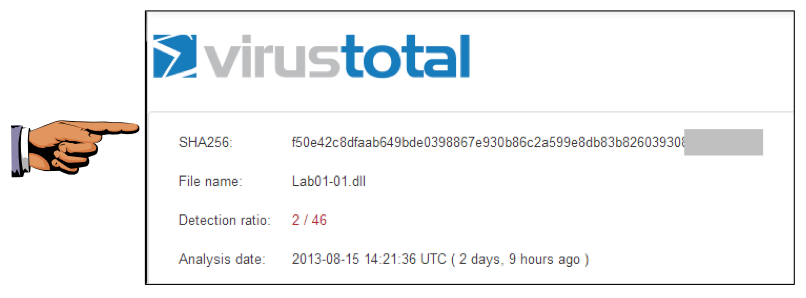 virustotal
SHA256: f50e42c8dfaab649bde0398867e930b86c2a599e8db83b826039308
File name: Lab01-01.dll
Detection ratio: 2 / 46
Analysis date: 2013-08-15 14:21:36 UTC ( 2 days, 9 hours ago )